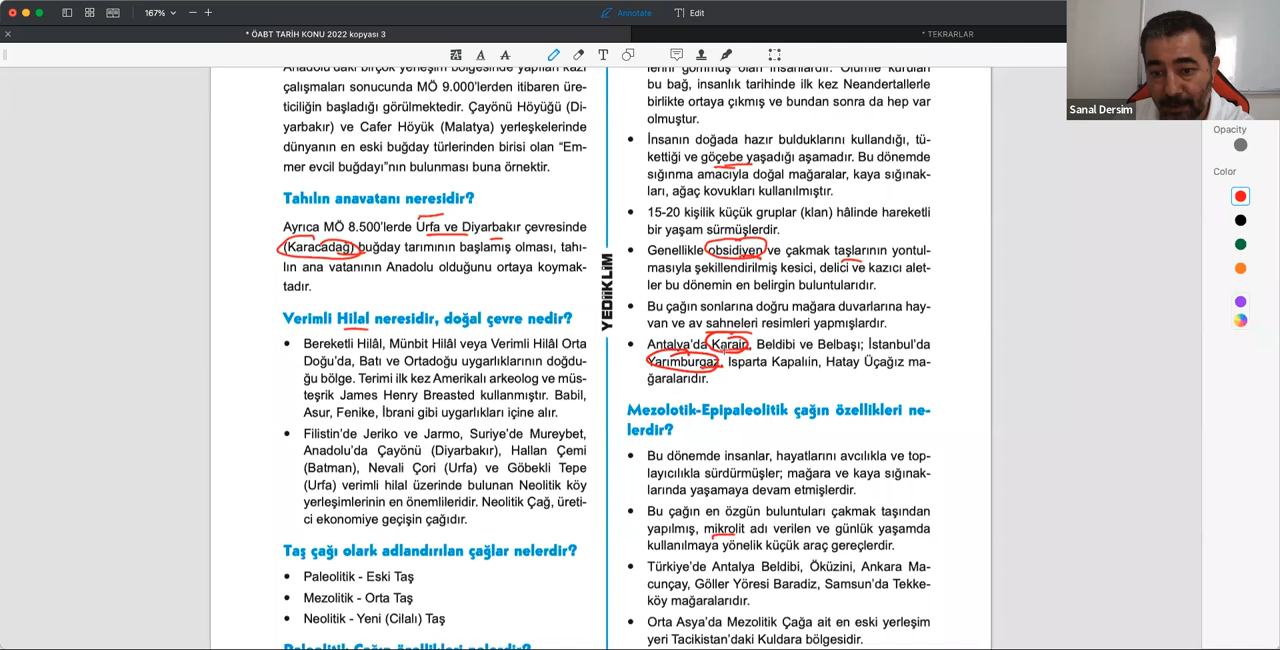 167%
Annotate
Edit
* ÖABT TARİH KONU 2022 kopyası 3
* TEKRARLAR
Sanal Dersim
Opacity
Color
Anadolu'daki birçok yerleşim bölgesinde yapılan kazı
çalışmaları sonucunda MÖ 9.000'lerden itibaren üre-
ticiliğin başladığı görülmektedir. Çayönü Höyüğü (Di-
yarbakır) ve Cafer Höyük (Malatya) yerleşkelerinde
dünyanın en eski buğday türlerinden birisi olan “Em-
mer evcil buğdayı”nın bulunması buna örnektir.
Tahılın anavatanı neresidir?
Ayrıca MÖ 8.500'lerde Urfa ve Diyarbakır çevresinde
(Karacadağ) buğday tarımının başlamış olması, tahı-
lın ana vatanının Anadolu olduğunu ortaya koymak-
tadır.
Verimli Hilal neresidir, doğal çevre nedir?
• Bereketli Hilâl, Münbit Hilâl veya Verimli Hilâl Orta
Doğu'da, Batı ve Ortadoğu uygarlıklarının doğdu-
ğu bölge. Terimi ilk kez Amerikalı arkeolog ve müs-
teşrik James Henry Breasted kullanmıştır. Babil,
Asur, Fenike, İbrani gibi uygarlıkları içine alır.
• Filistin'de Jeriko ve Jarmo, Suriye'de Mureybet,
Anadolu'da Çayönü (Diyarbakır), Hallan Çemi
(Batman), Nevali Çori (Urfa) ve Göbekli Tepe
(Urfa) verimli hilal üzerinde bulunan Neolitik köy
yerleşimlerinin en önemlileridir. Neolitik Çağ, üreti-
ci ekonomiye geçişin çağıdır.
Taş çağı olark adlandırılan çağlar nelerdir?
• Paleolitik - Eski Taş
• Mezolitik - Orta Taş
• Neolitik - Yeni (Cilalı) Taş
Paleolitik Çağın özellikleri nelerdir?
YEDİİKLİM
lerini gömmüş olan insanlardır. Ölümle kurulan
bu bağ, insanlık tarihinde ilk kez Neandertallerle
birlikte ortaya çıkmış ve bundan sonra da hep var
olmuştur.
• İnsanın doğada hazır bulduklarını kullandığı, tü-
kettiği ve göçebe yaşadığı aşamadır. Bu dönemde
sığınma amacıyla doğal mağaralar, kaya sığınak-
ları, ağaç kovukları kullanılmıştır.
• 15-20 kişilik küçük gruplar (klan) hâlinde hareketli
bir yaşam sürmüşlerdir.
• Genellikle obsidiyen ve çakmak taşlarının yontul-
masıyla şekillendirilmiş kesici, delici ve kazıcı alet-
ler bu dönemin en belirgin buluntularıdır.
• Bu çağın sonlarına doğru mağara duvarlarına hay-
van ve av sahneleri resimleri yapmışlardır.
• Antalya'da Karain, Beldibi ve Belbaşı; İstanbul'da
Yarımburgaz, Isparta Kapalıin, Hatay Üçağız ma-
ğaralarıdır.
Mezolotik-Epipaleolitik çağın özellikleri ne-
lerdir?
• Bu dönemde insanlar, hayatlarını avcılıkla ve top-
layıcılıkla sürdürmüşler; mağara ve kaya sığınak-
larında yaşamaya devam etmişlerdir.
• Bu çağın en özgün buluntuları çakmak taşından
yapılmış, mikrolit adı verilen ve günlük yaşamda
kullanılmaya yönelik küçük araç gereçlerdir.
• Türkiye'de Antalya Beldibi, Öküzini, Ankara Ma-
cunçay, Göller Yöresi Baradiz, Samsun'da Tekke-
köy mağaralarıdır.
• Orta Asya'da Mezolitik Çağa ait en eski yerleşim
yeri Tacikistan'daki Kuldara bölgesidir.